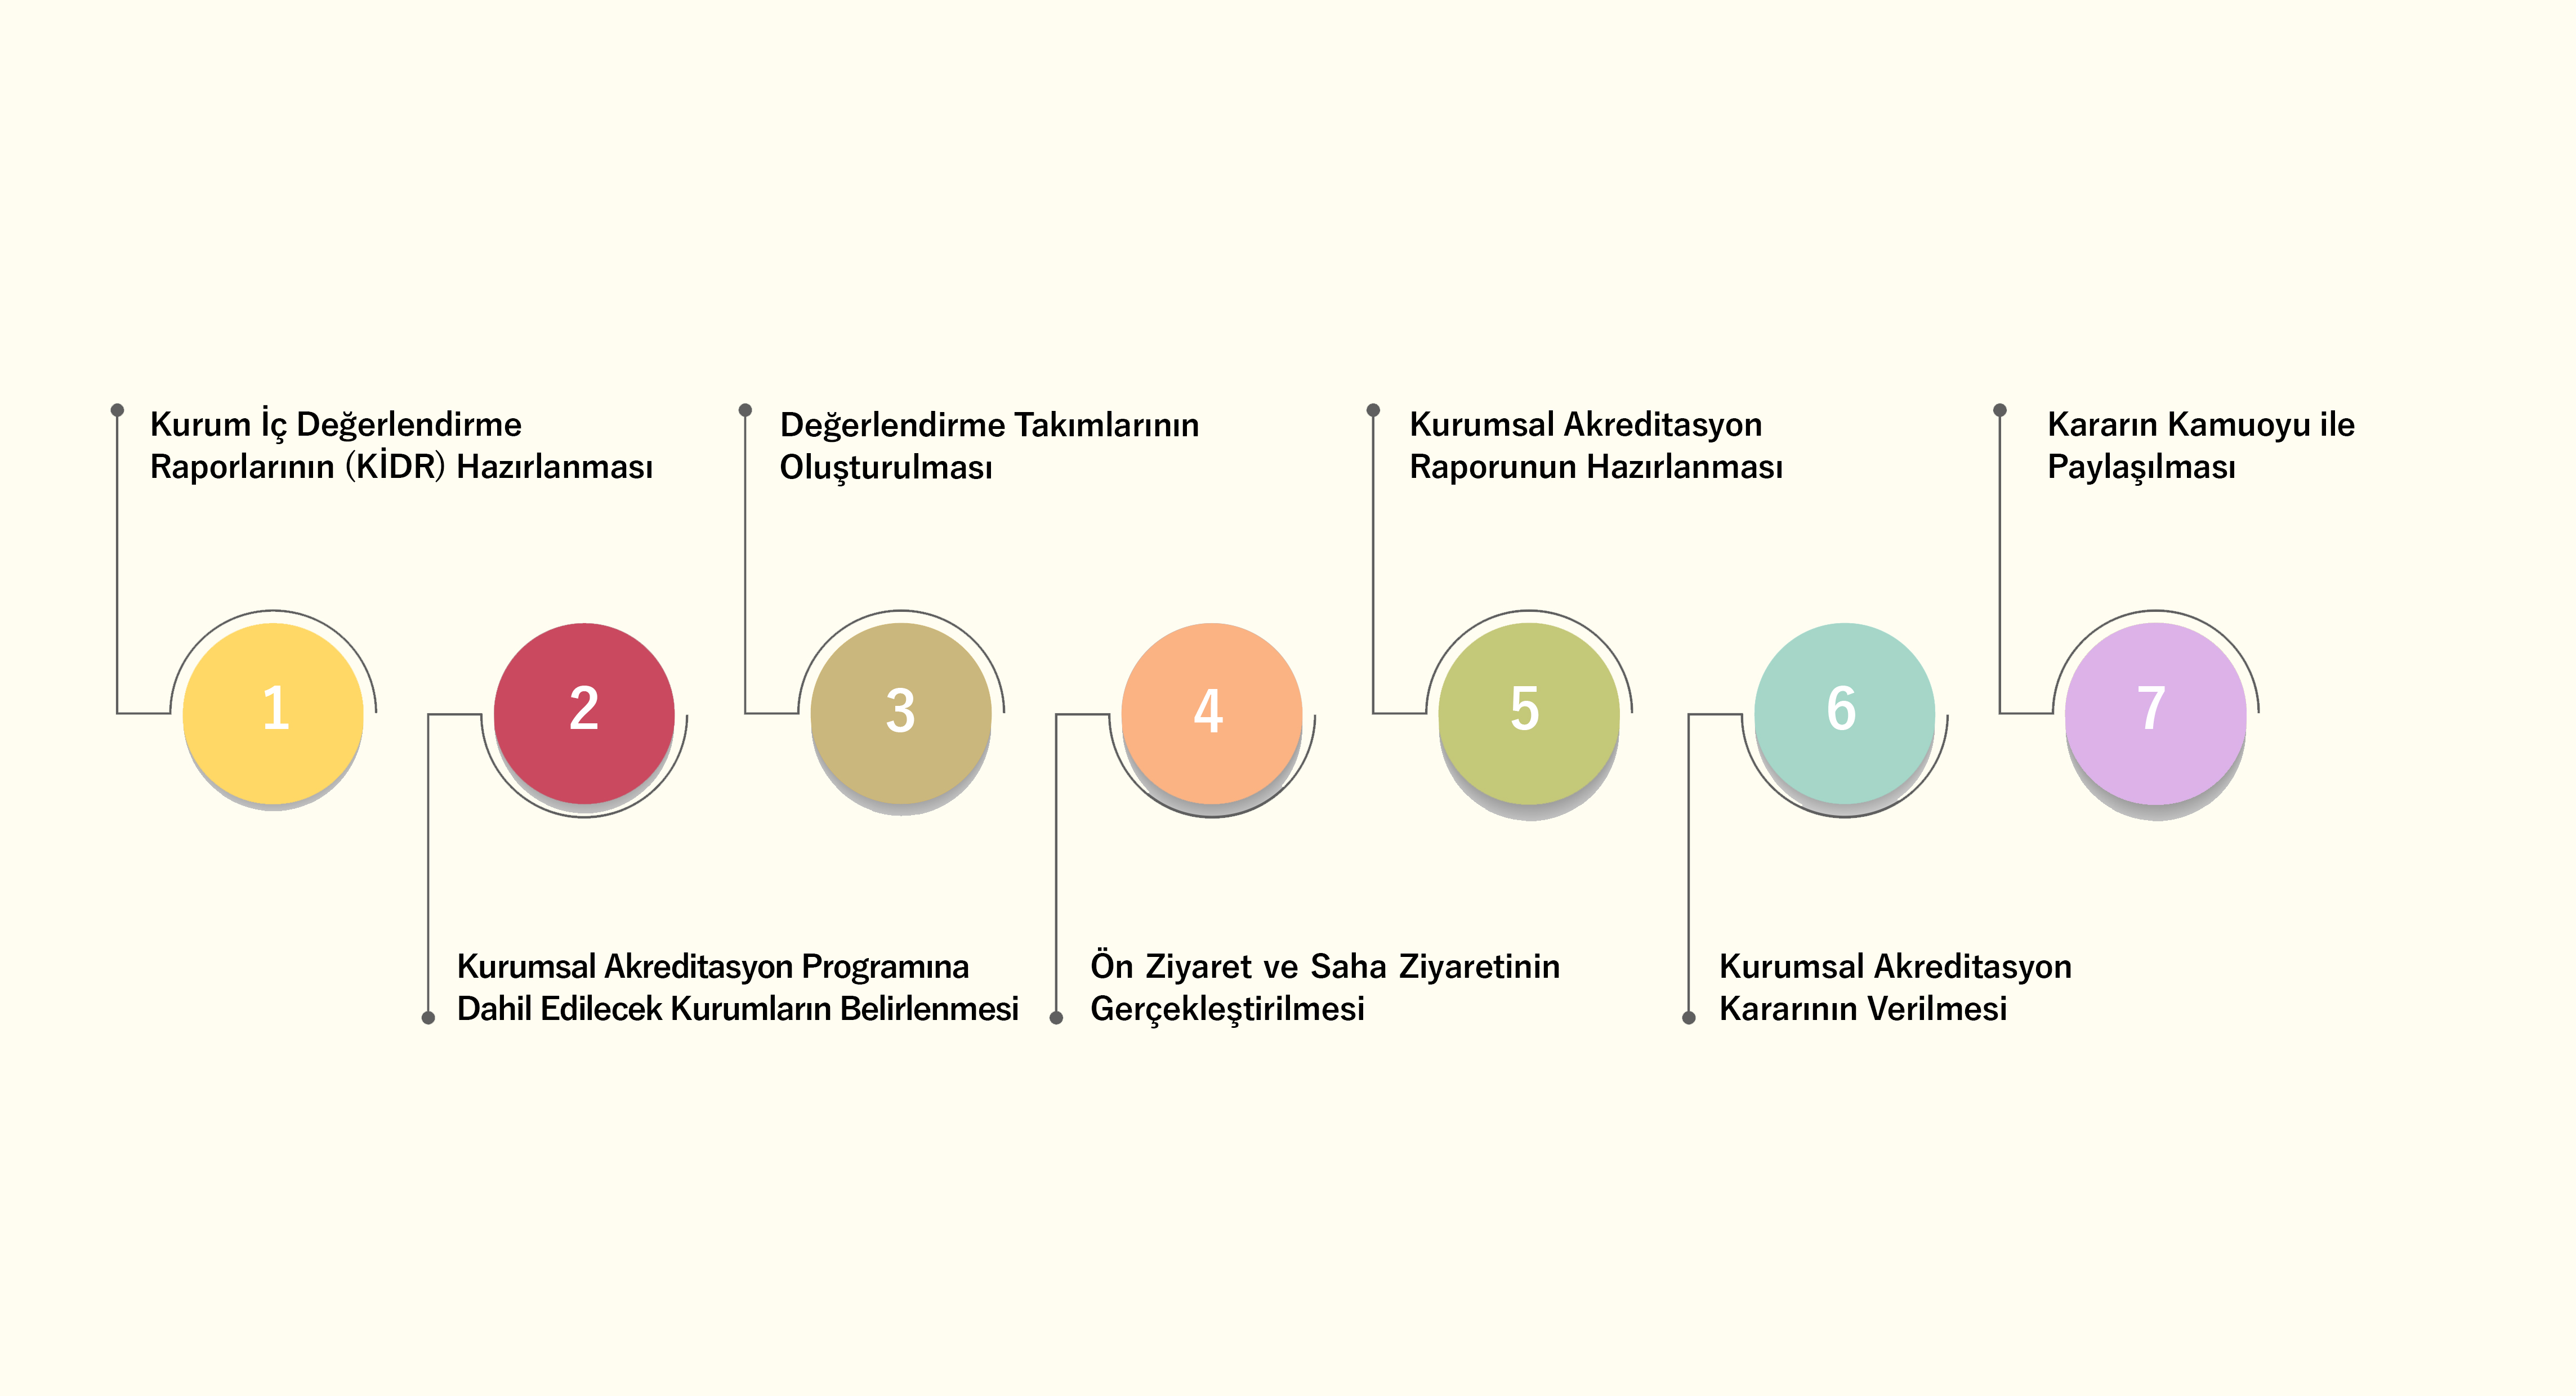 Kurum İç Değerlendirme
Raporlarının (KİDR) Hazırlanması
Değerlendirme Takımlarının
Oluşturulması
Kurumsal Akreditasyon
Raporunun Hazırlanması
Kararın Kamuoyu ile
Paylaşılması
1
2
3
4
5
6
7
Kurumsal Akreditasyon Programına
Dahil Edilecek Kurumların Belirlenmesi
Ön Ziyaret ve Saha Ziyaretinin
Gerçekleştirilmesi
Kurumsal Akreditasyon
Kararının Verilmesi